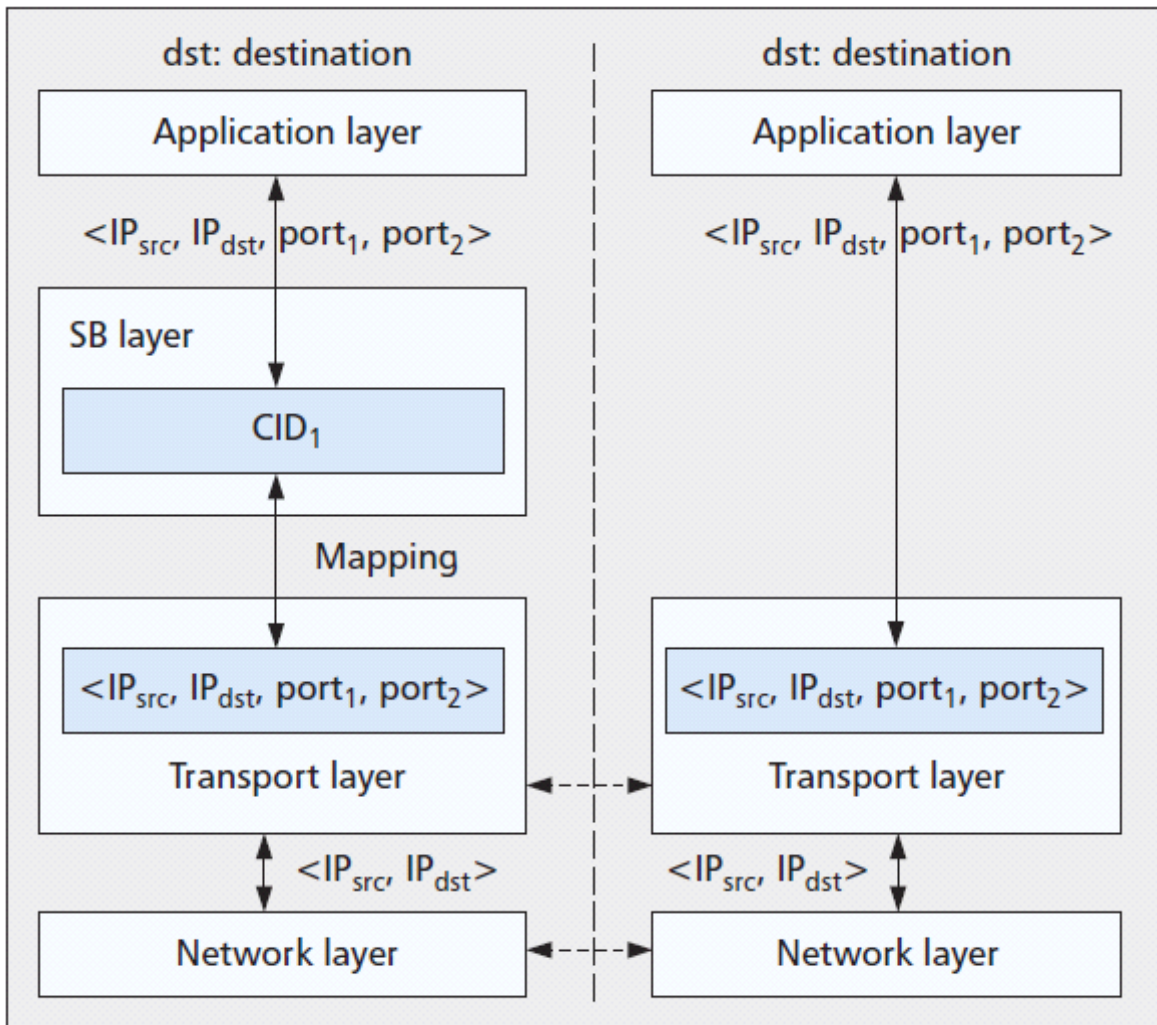 dst: destination
Application layer
<IPsrc, IPdst, port1, port2>
SB layer
CID1
Mapping
<IPsrc, IPdst, port1, port2>
Transport layer
<IPsrc, IPdst>
Network layer
dst: destination
Application layer
<IPsrc, IPdst, port1, port2>
<IPsrc, IPdst, port1, port2>
Transport layer
<IPsrc, IPdst>
Network layer